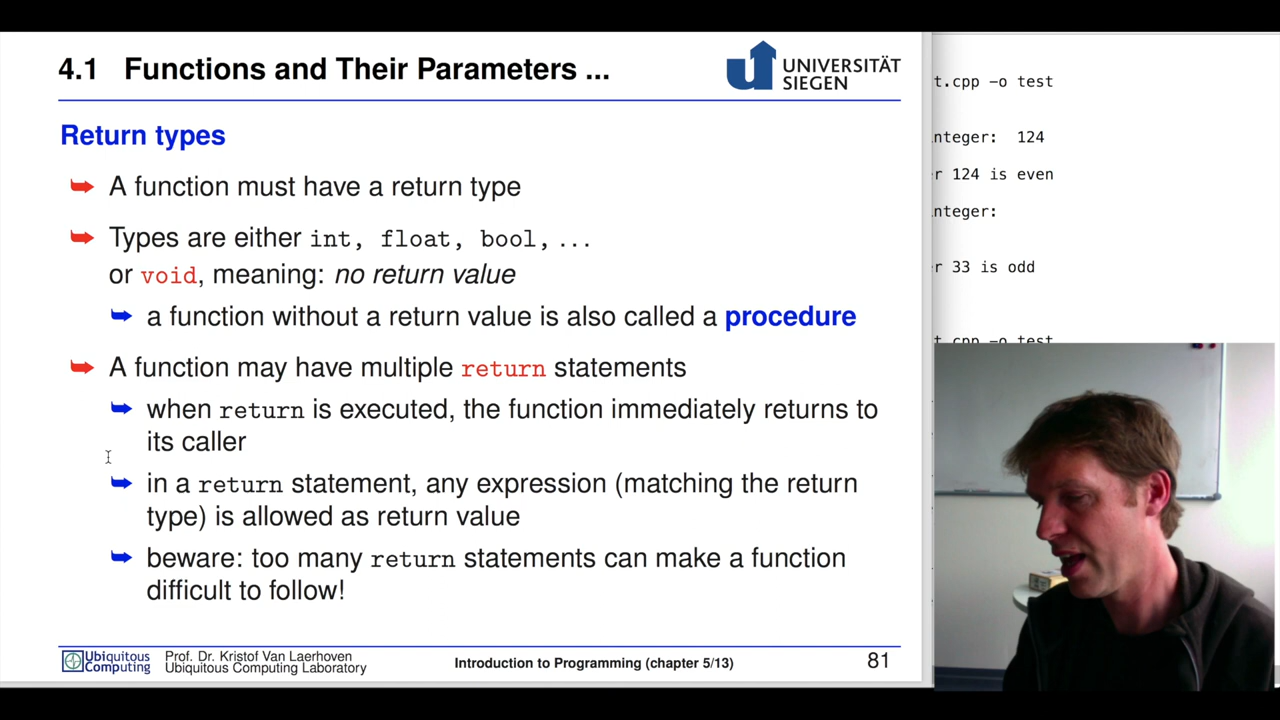 4.1 Functions and Their Parameters ...
UNIVERSITÄT
SIEGEN
Return types
A function must have a return type
Types are either int, float, bool, ...
or void, meaning: no return value
a function without a return value is also called a procedure
A function may have multiple return statements
when return is executed, the function immediately returns to
its caller
in a return statement, any expression (matching the return
type) is allowed as return value
beware: too many return statements can make a function
difficult to follow!
Ubiquitous
Computing
Prof. Dr. Kristof Van Laerhoven
Ubiquitous Computing Laboratory
Introduction to Programming (chapter 5/13)
81
t.cpp -o test
nteger: 124
r 124 is even
nteger:
r 33 is odd
t.cpp -o test